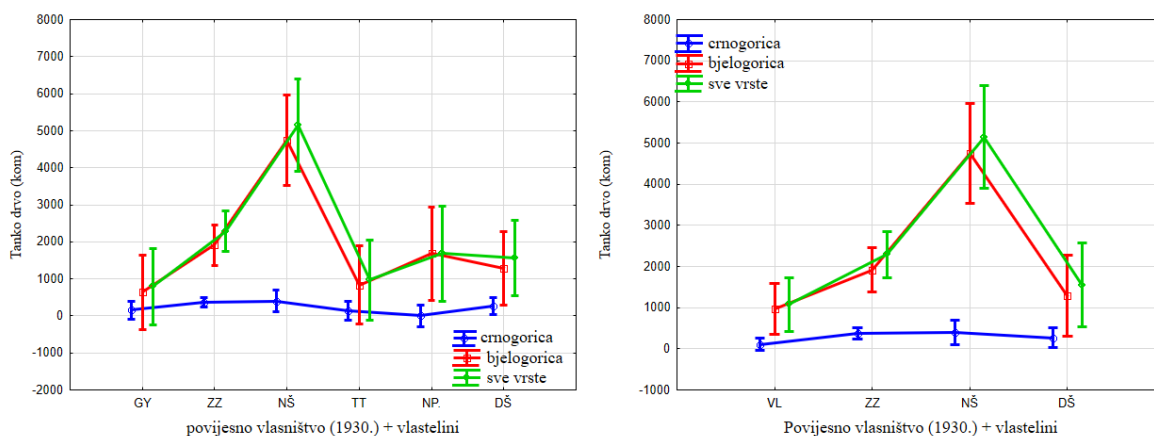 8000
7000
6000
5000
4000
3000
2000
1000
0
-1000
-2000
Tanko drvo (kom)
GY ZZ NŠ TT NP. DŠ
povijesno vlasništvo (1930.) + vlastelini
crnogorica
bjelogorica
sve vrste
8000
7000
6000
5000
4000
3000
2000
1000
0
-1000
Tanko drvo (kom)
VL ZZ NŠ DŠ
Povijesno vlasništvo (1930.) + vlastelini
crnogorica
bjelogorica
sve vrste